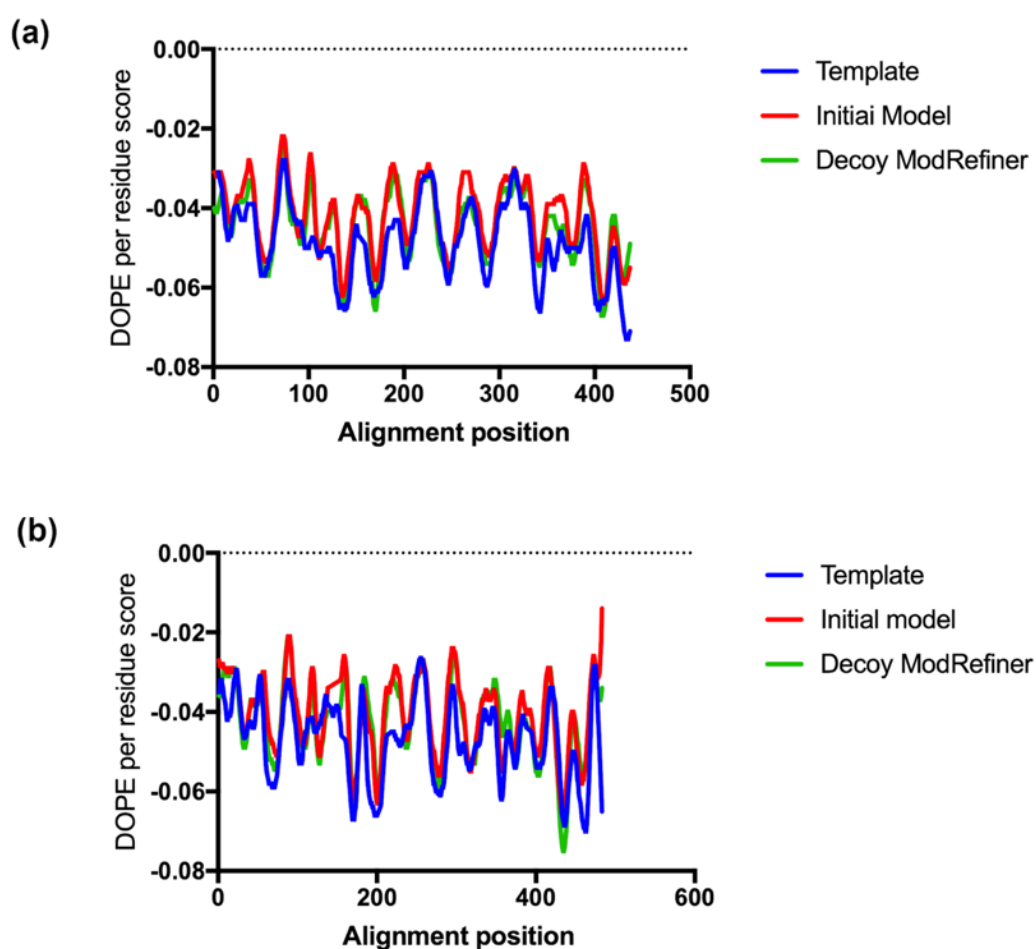 (a)
0.00
-0.02
-0.04
-0.06
-0.08
DOPE per residue score
0 100 200 300 400 500
Alignment position
Template
Initiai Model
Decoy ModRefiner
(b)
0.00
-0.02
-0.04
-0.06
-0.08
DOPE per residue score
0 200 400 600
Alignment position
Template
Initial model
Decoy ModRefiner